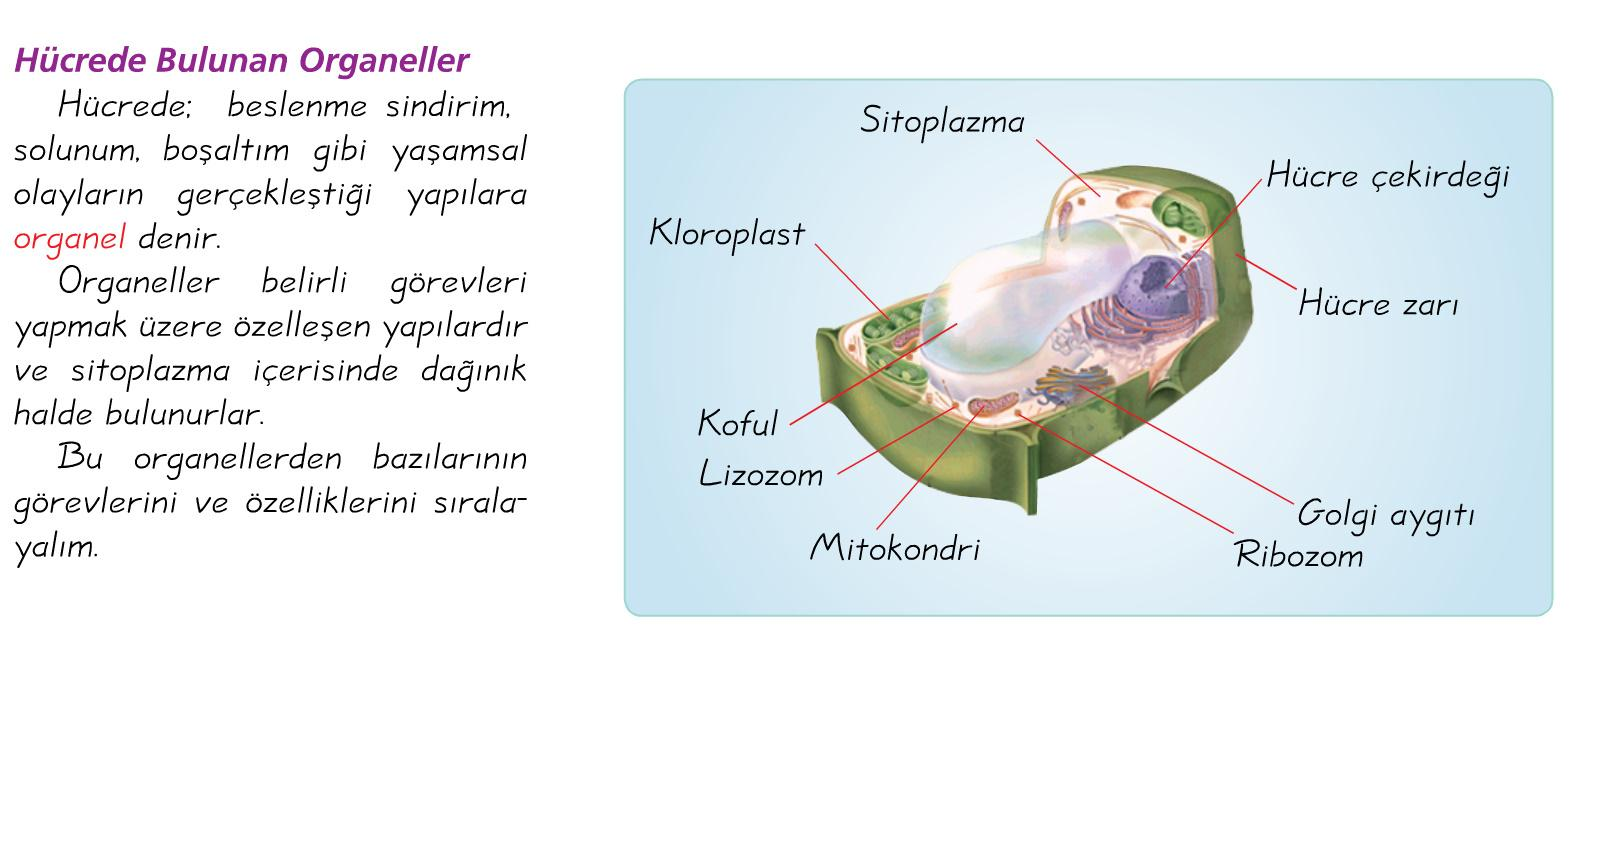 Hücrede Bulunan Organeller
Hücrede; beslenme sindirim,
solunum, boşaltım gibi yaşamsal
olayların gerçekleştiği yapılara
organel denir.
Organeller belirli görevleri
yapmak üzere özelleşen yapılardır
ve sitoplazma içerisinde dağınık
halde bulunurlar.
Bu organellerden bazılarının
görevlerini ve özelliklerini sırala-
yalım.
Sitoplazma
Hücre çekirdeği
Kloroplast
Hücre zarı
Koful
Lizozom
Golgi aygıtı
Mitokondri
Ribozom